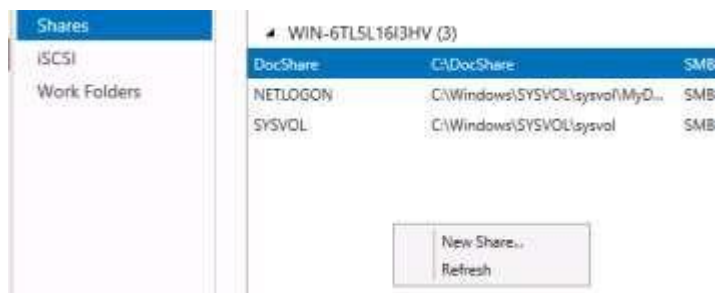 Shares
iSCSI
Work Folders
WIN-6TL5L16I3HV (3)
DocShare C:\DocShare SMB
NETLOGON C:\Windows\SYSVOL\sysvol\MyD... SMB
SYSVOL C:\Windows\SYSVOL\sysvol SMB
New Share...
Refresh